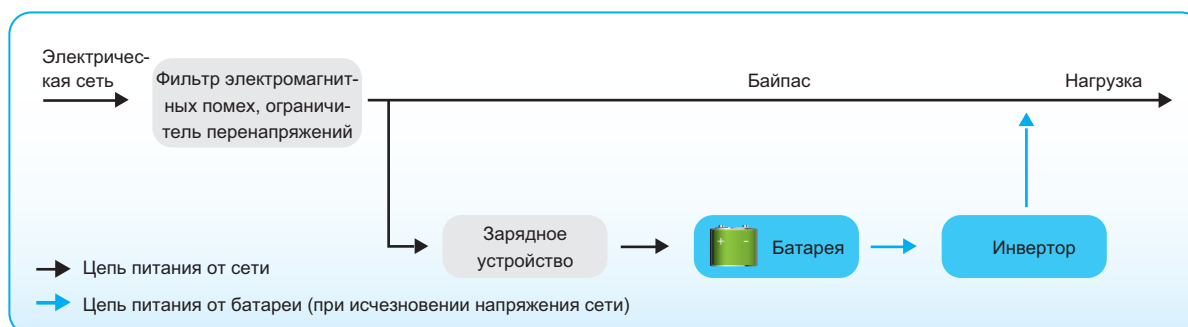 Электричес-
кая сеть
Фильтр электромагнит-
ных помех, ограничи-
тель перенапряжений
Байпас
Нагрузка
Зарядное
устройство
+ -
Батарея
Инвертор
Цепь питания от сети
Цепь питания от батареи (при исчезновении напряжения сети)